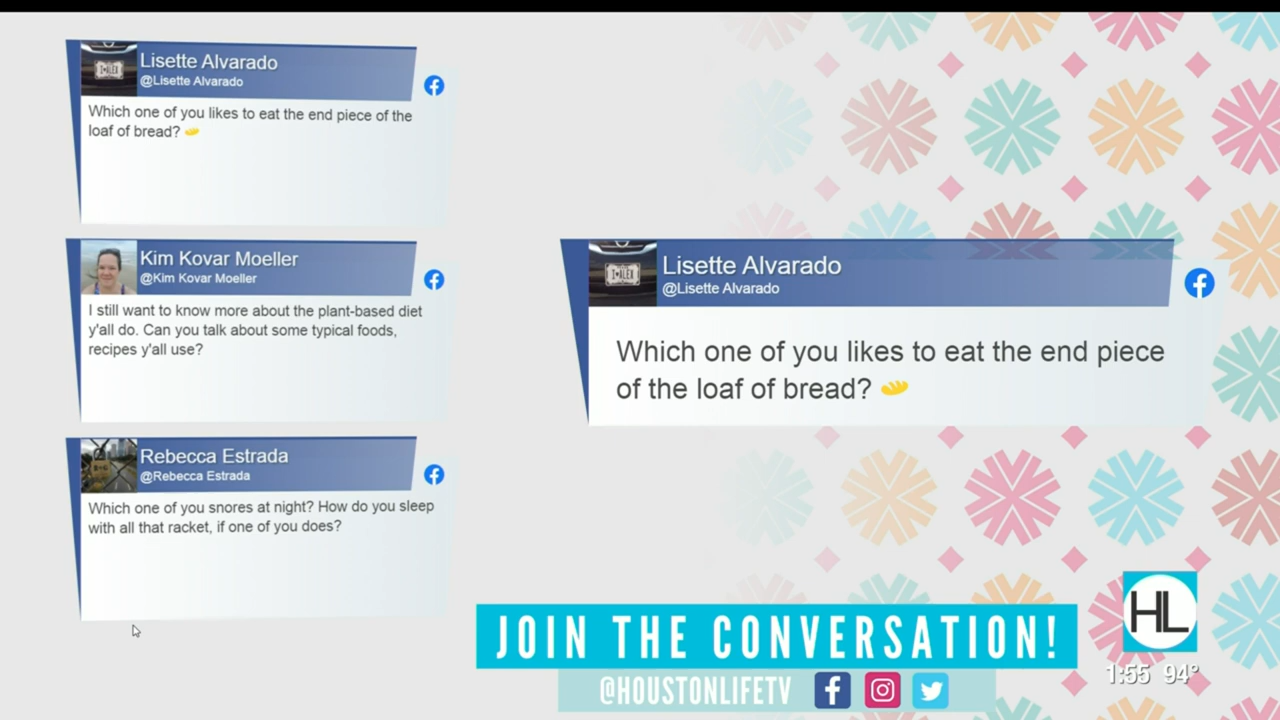 Lisette Alvarado
@Lisette Alvarado
Which one of you likes to eat the end piece of the
loaf of bread?
Kim Kovar Moeller
@Kim Kovar Moeller
I still want to know more about the plant-based diet
y'all do. Can you talk about some typical foods,
recipes y'all use?
Rebecca Estrada
@Rebecca Estrada
Which one of you snores at night? How do you sleep
with all that racket, if one of you does?
I♥ALEX
Lisette Alvarado
@Lisette Alvarado
Which one of you likes to eat the end piece
of the loaf of bread?
JOIN THE CONVERSATION!
@HOUSTONLIFETV
HL
1:55 94°